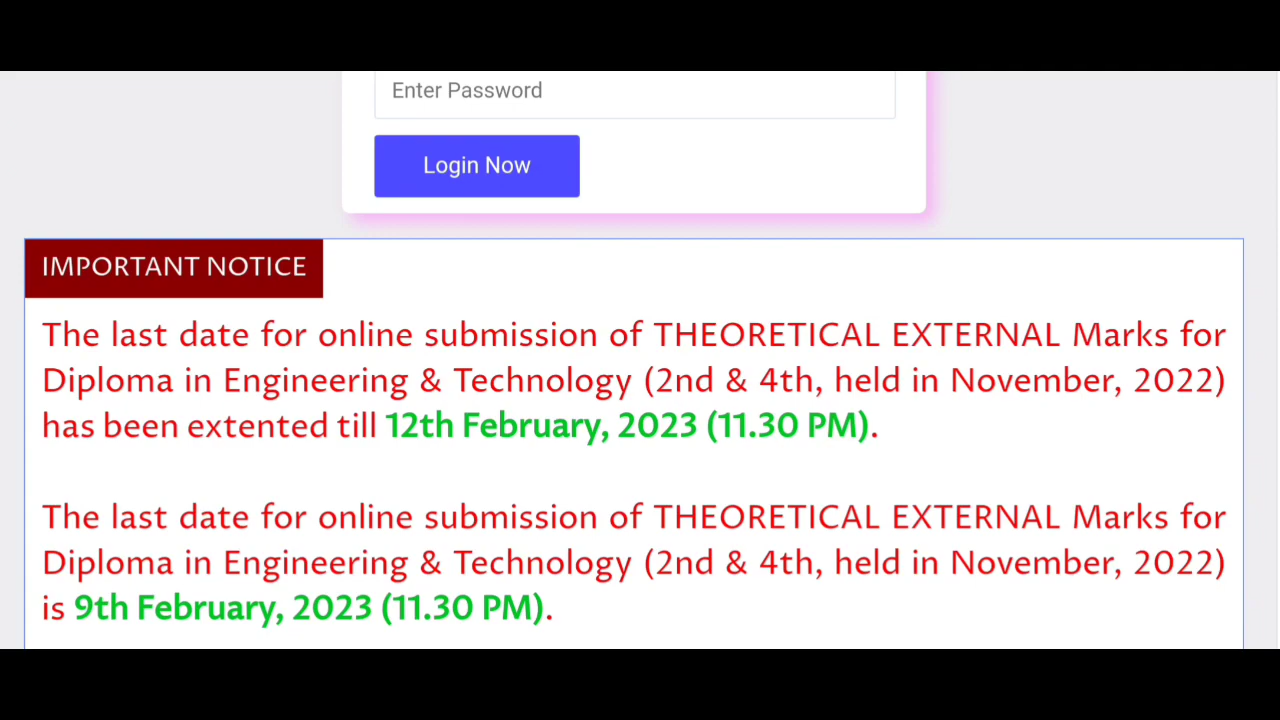 Enter Password
Login Now
IMPORTANT NOTICE
The last date for online submission of THEORETICAL EXTERNAL Marks for
Diploma in Engineering & Technology (2nd & 4th, held in November, 2022)
has been extented till 12th February, 2023 (11.30 PM).
The last date for online submission of THEORETICAL EXTERNAL Marks for
Diploma in Engineering & Technology (2nd & 4th, held in November, 2022)
is 9th February, 2023 (11.30 PM).